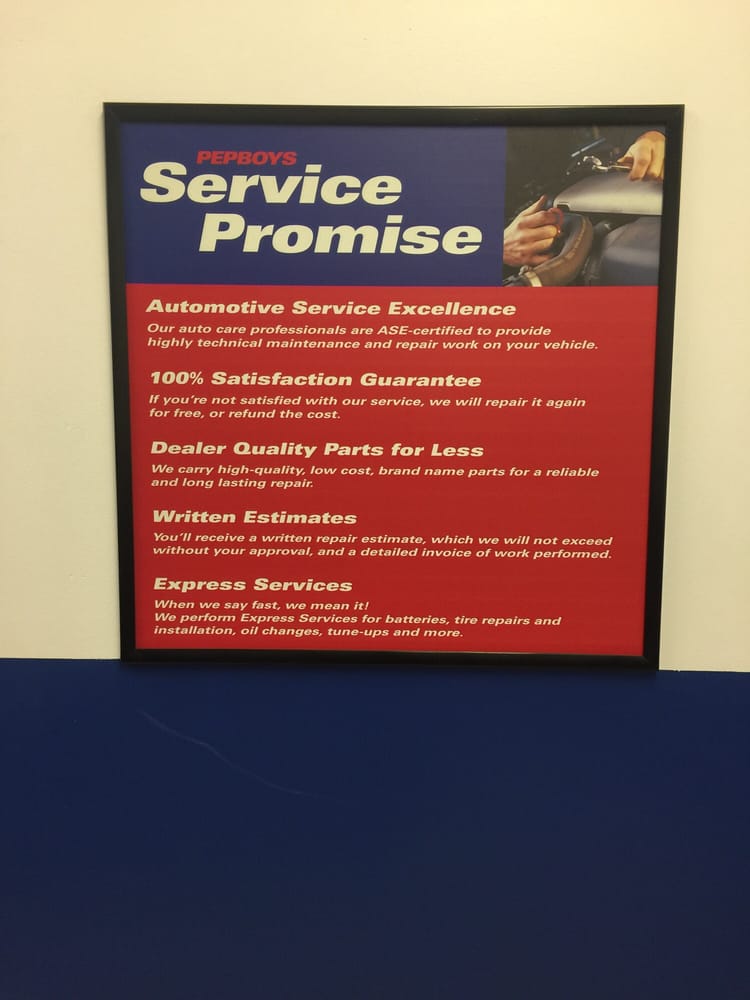 PEPBOYS
Service
Promise
Automotive Service Excellence
Our auto care professionals are ASE-certified to provide
highly technical maintenance and repair work on your vehicle.
100% Satisfaction Guarantee
If you're not satisfied with our service, we will repair it again
for free, or refund the cost.
Dealer Quality Parts for Less
We carry high-quality, low cost, brand name parts for a reliable
and long lasting repair.
Written Estimates
You'll receive a written repair estimate, which we will not exceed
without your approval, and a detailed invoice of work performed.
Express Services
When we say fast, we mean it!
We perform Express Services for batteries, tire repairs and
installation, oil changes, tune-ups and more.